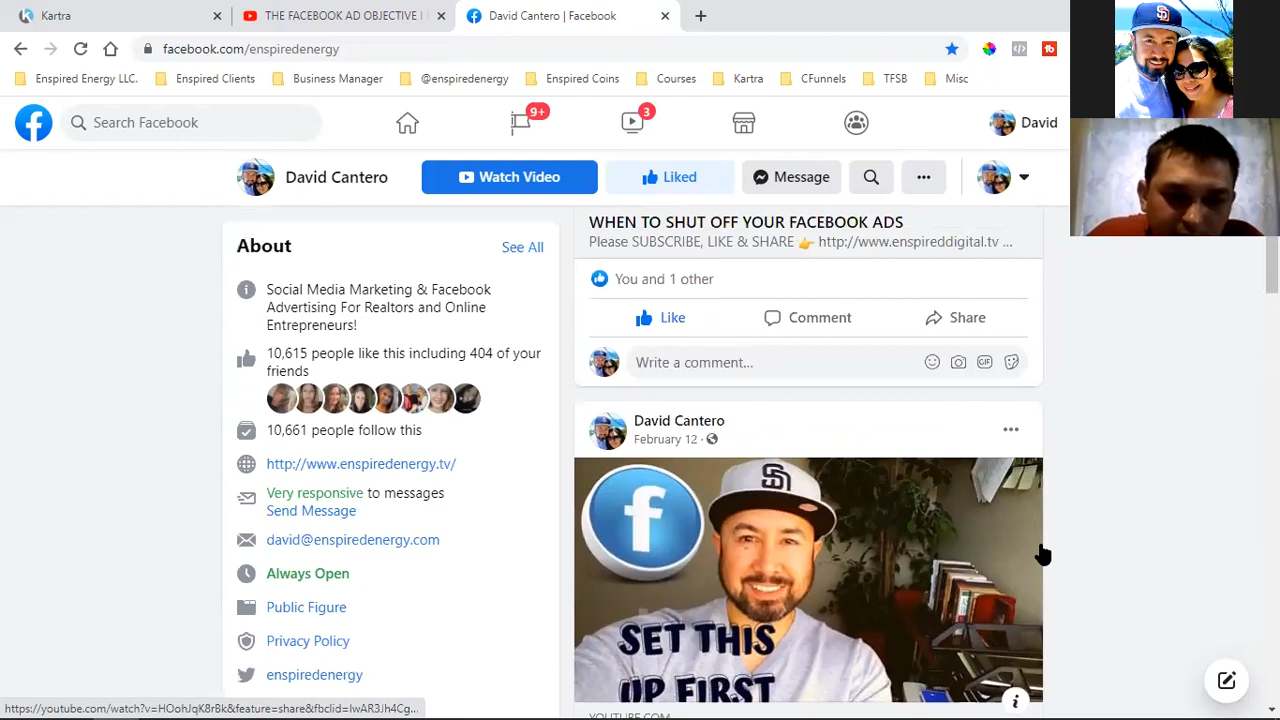 Kartra
THE FACEBOOK AD OBJECTIVE I
David Cantero | Facebook
facebook.com/enspiredenergy
Enspired Energy LLC.
Enspired Clients
Business Manager
@enspiredenergy
Enspired Coins
Courses
Kartra
CFunnels
TFSB
Misc
Search Facebook
9+
3
David
David Cantero
Watch Video
Liked
Message
About
See All
Social Media Marketing & Facebook
Advertising For Realtors and Online
Entrepreneurs!
10,615 people like this including 404 of your
friends
10,661 people follow this
http://www.enspiredenergy.tv/
Very responsive to messages
Send Message
david@enspiredenergy.com
Always Open
Public Figure
Privacy Policy
enspiredenergy
WHEN TO SHUT OFF YOUR FACEBOOK ADS
Please SUBSCRIBE, LIKE & SHARE 👉 http://www.enspireddigital.tv ...
You and 1 other
Like
Comment
Share
Write a comment...
GIF
David Cantero
February 12 ·
SD
f
SET THIS
UP FIRST
YOUTUBE.COM
https://youtube.com/watch?v=HOohJqK8rBk&feature=share&fbclid=IwAR3Jh4Cg...